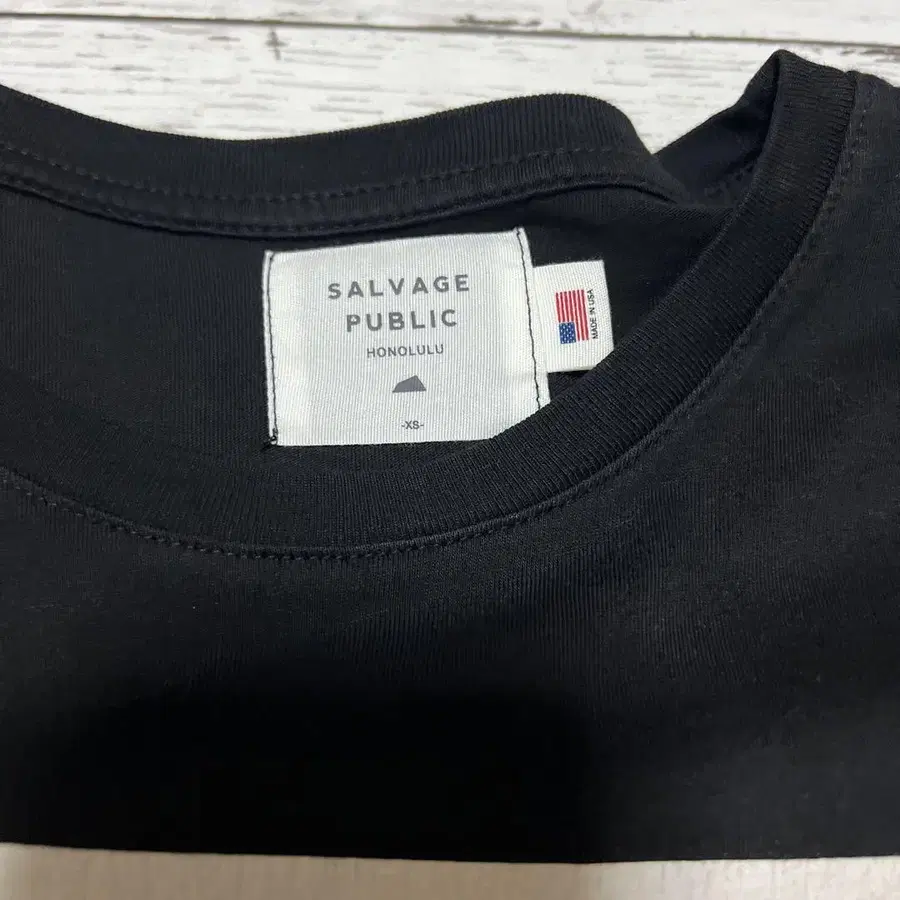 SALVAGE
PUBLIC
HONOLULU
-XS-
MADE IN USA